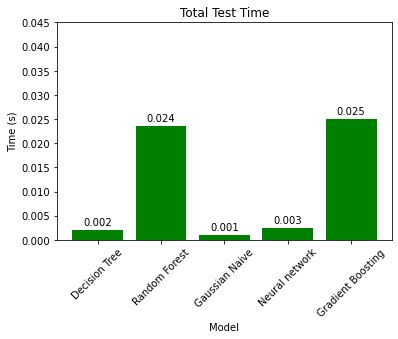 Total Test Time
Time (s)
0.045
0.040
0.035
0.030
0.025
0.020
0.015
0.010
0.005
0.000
0.002
0.024
0.001
0.003
0.025
Decision Tree
Random Forest
Gaussian Naive
Neural network
Gradient Boosting
Model